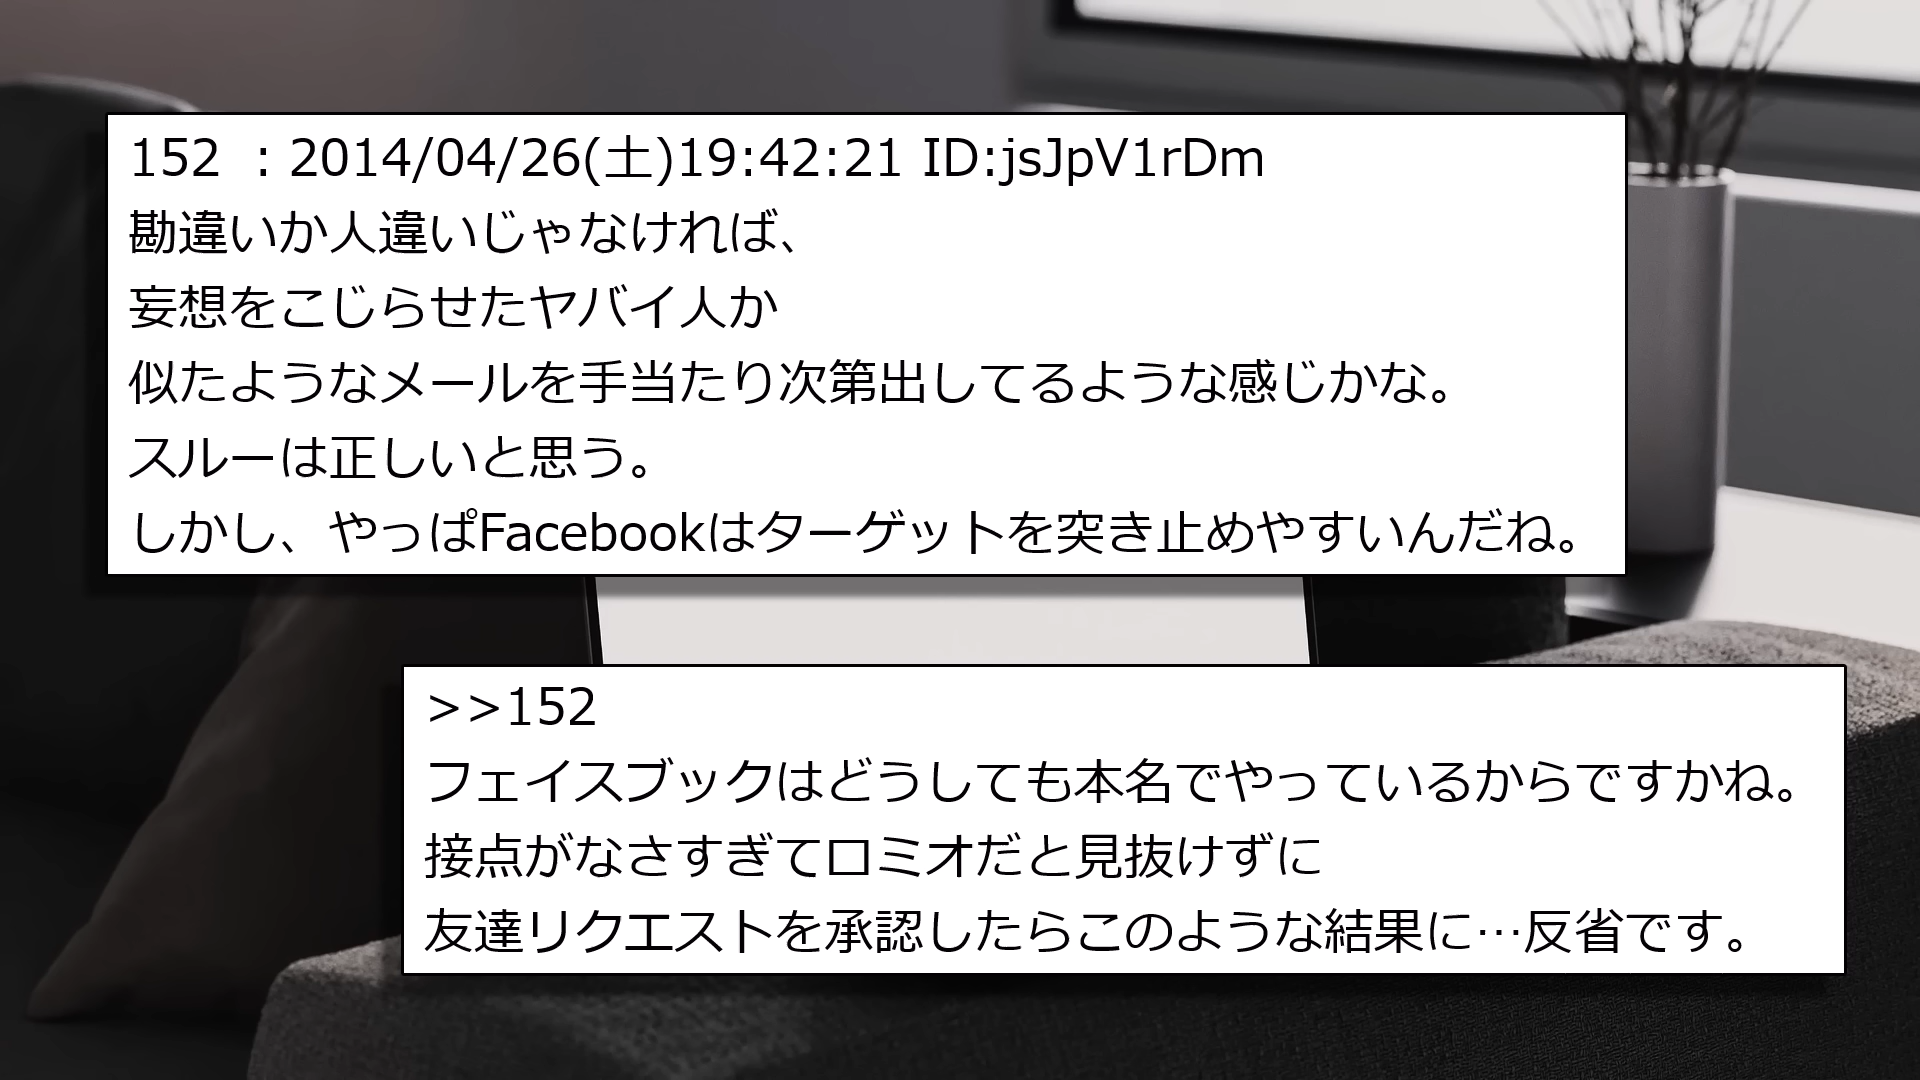 152 ：2014/04/26(土)19:42:21 ID:jsJpV1rDm
勘違いか人違いじゃなければ、
妄想をこじらせたヤバイ人か
似たようなメールを手当たり次第出してるような感じかな。
スルーは正しいと思う。
しかし、やっぱFacebookはターゲットを突き止めやすいんだね。
>>152
フェイスブックはどうしても本名でやっているからですかね。
接点がなさすぎてロミオだと見抜けずに
友達リクエストを承認したらこのような結果に…反省です。